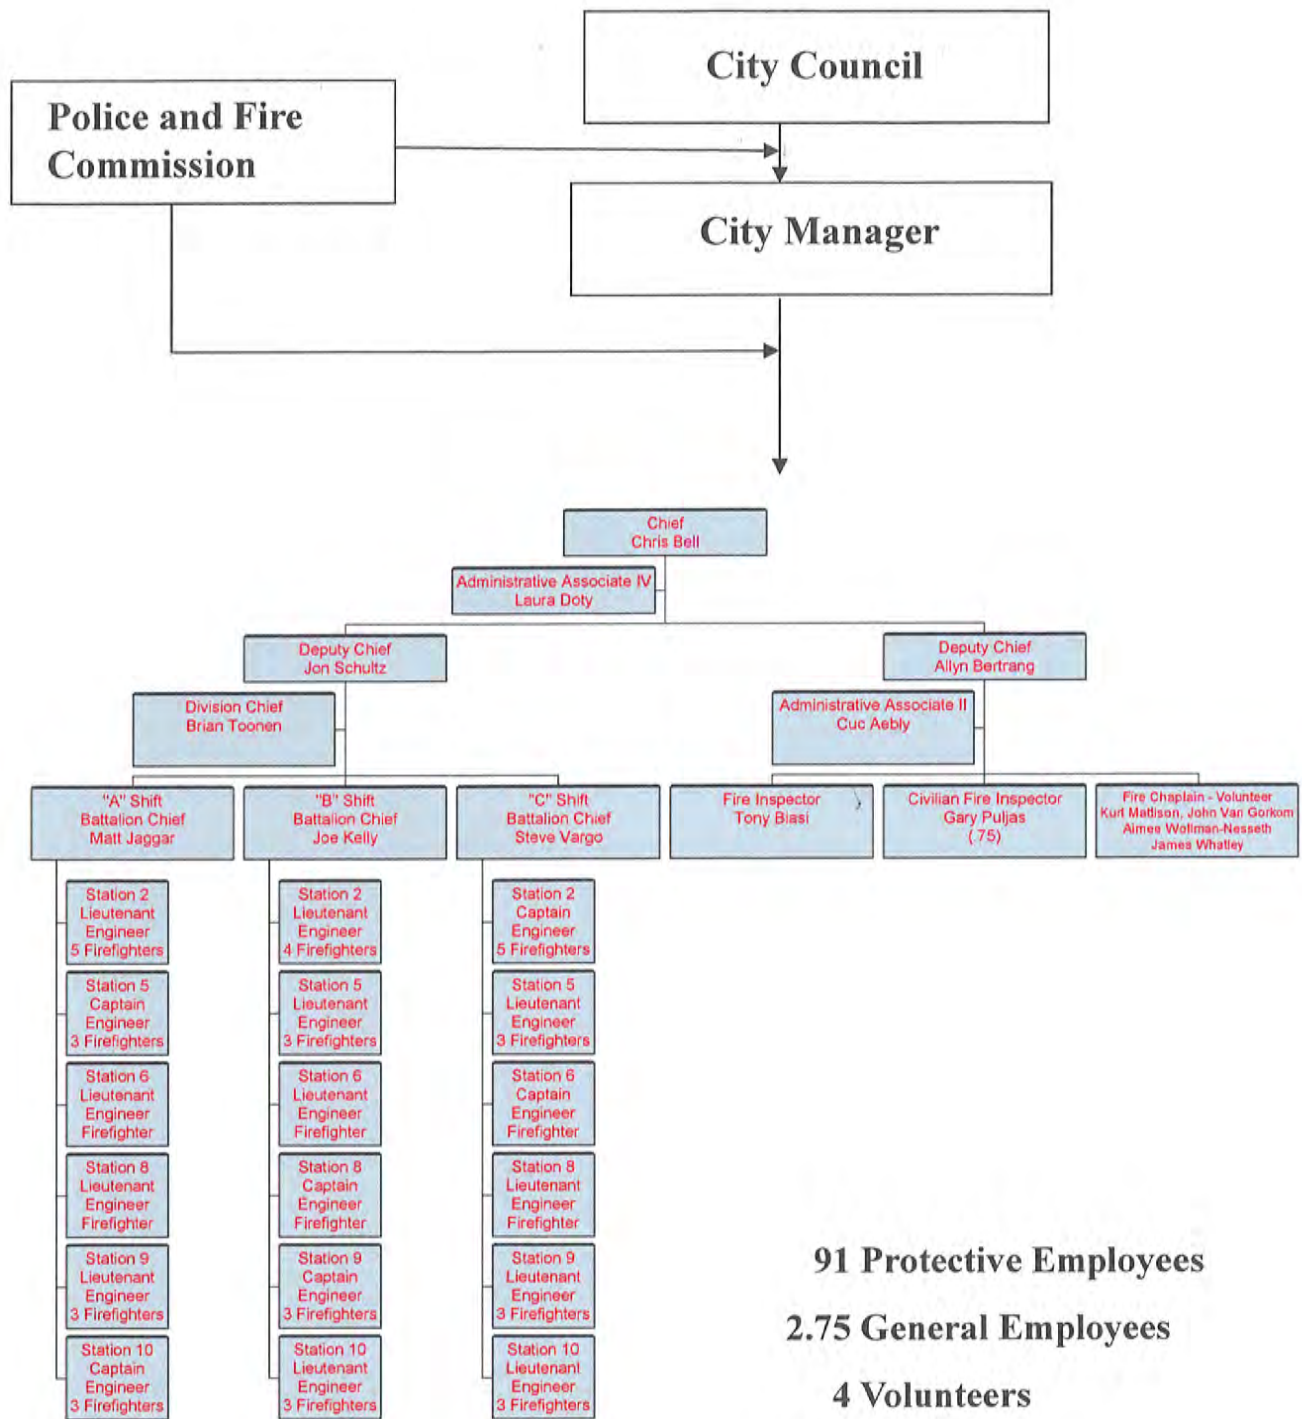 City Council
Police and Fire
Commission
City Manager
Chief
Chris Bell
Administrative Associate IV
Laura Doty
Deputy Chief
Jon Schultz
Deputy Chief
Allyn Bertrang
Division Chief
Brian Toonen
Administrative Associate II
Cuc Aebly
"A" Shift
Battalion Chief
Matt Jaggar
"B" Shift
Battalion Chief
Joe Kelly
"C" Shift
Battalion Chief
Steve Vargo
Fire Inspector
Tony Biasi
Civilian Fire Inspector
Gary Puljas
(.75)
Fire Chaplain - Volunteer
Kurt Mattison, John Van Gorkom
Aimee Wollman-Nesseth
James Whatley
Station 2
Lieutenant
Engineer
5 Firefighters
Station 5
Captain
Engineer
3 Firefighters
Station 6
Lieutenant
Engineer
Firefighter
Station 8
Lieutenant
Engineer
Firefighter
Station 9
Lieutenant
Engineer
3 Firefighters
Station 10
Captain
Engineer
3 Firefighters
Station 2
Lieutenant
Engineer
4 Firefighters
Station 5
Lieutenant
Engineer
3 Firefighters
Station 6
Lieutenant
Engineer
Firefighter
Station 8
Captain
Engineer
Firefighter
Station 9
Captain
Engineer
3 Firefighters
Station 10
Lieutenant
Engineer
3 Firefighters
Station 2
Captain
Engineer
5 Firefighters
Station 5
Lieutenant
Engineer
3 Firefighters
Station 6
Captain
Engineer
Firefighter
Station 8
Lieutenant
Engineer
Firefighter
Station 9
Lieutenant
Engineer
3 Firefighters
Station 10
Lieutenant
Engineer
3 Firefighters
91 Protective Employees
2.75 General Employees
4 Volunteers